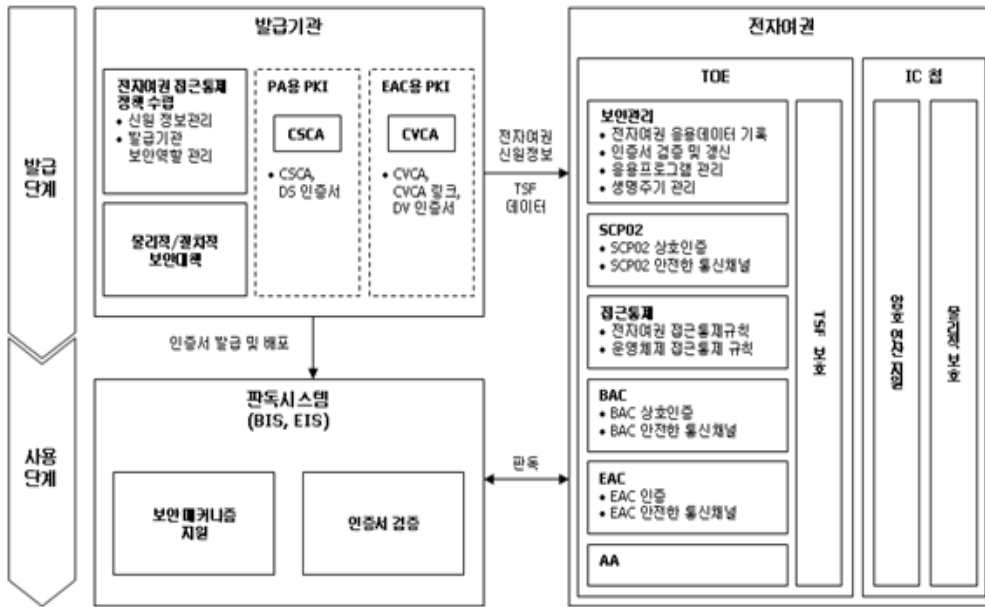 발급
단계
사용
단계
발급기관
전자여권 접근통제
정책 수립
• 신원 정보관리
• 발급기관
보안역할 관리
물리적/절차적
보안대책
PA용 PKI
CSCA
• CSCA,
DS 인증서
EAC용 PKI
CVCA
• CVCA,
CVCA 링크,
DV 인증서
전자여권
신원정보
TSF
데이터
인증서 발급 및 배포
판독시스템
(BIS, EIS)
보안 메커니즘
지원
인증서 검증
판독
전자여권
TOE
보안관리
• 전자여권 응용데이터 기록
• 인증서 검증 및 갱신
• 응용프로그램 관리
• 생명주기 관리
SCP02
• SCP02 상호인증
• SCP02 안전한 통신채널
접근통제
• 전자여권 접근통제규칙
• 운영체제 접근통제 규칙
BAC
• BAC 상호인증
• BAC 안전한 통신채널
EAC
• EAC 인증
• EAC 안전한 통신채널
AA
TSF 보호
IC 칩
암호 연산 지원
물리적 보호